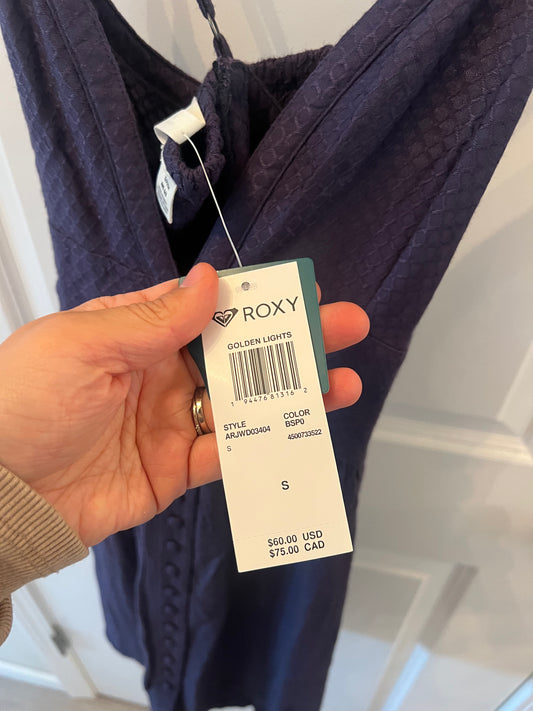 ROXY
GOLDEN LIGHTS
1 94476 81316 2
STYLE COLOR
ARJWD03404 BSP0
S 4500733522
S
$60.00 USD
$75.00 CAD